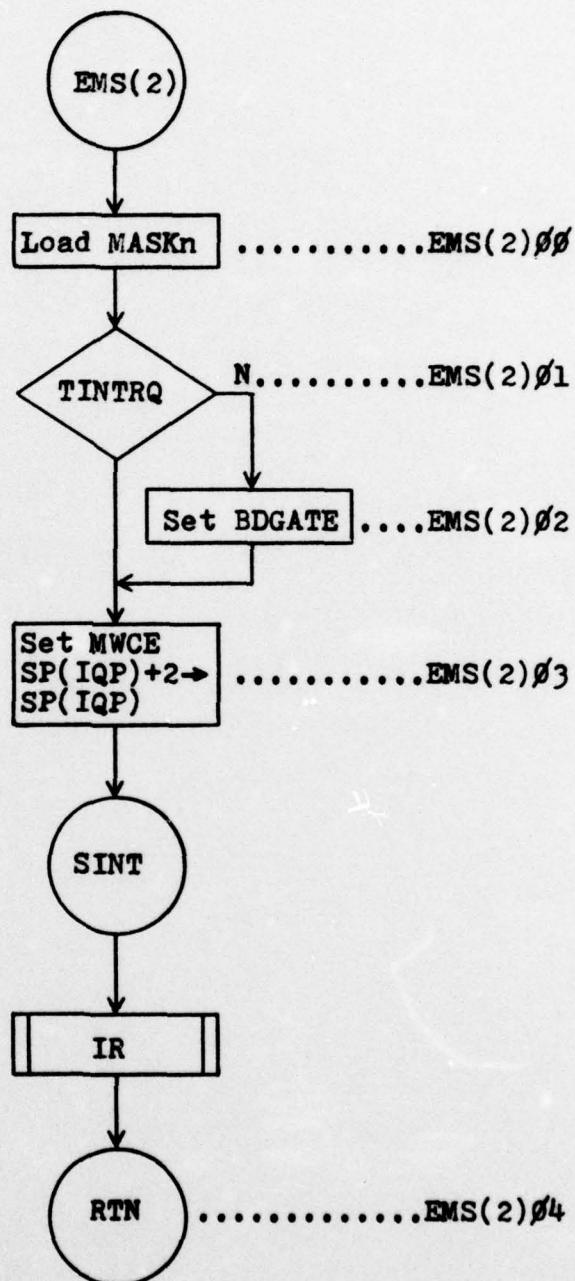 EMS(2)
Load MASKn ...........EMS(2)ØØ
TINTRQ
N..........EMS(2)Ø1
Set BDGATE ....EMS(2)Ø2
Set MWCE
SP(IQP)+2→ ...........EMS(2)Ø3
SP(IQP)
SINT
IR
RTN .............EMS(2)Ø4